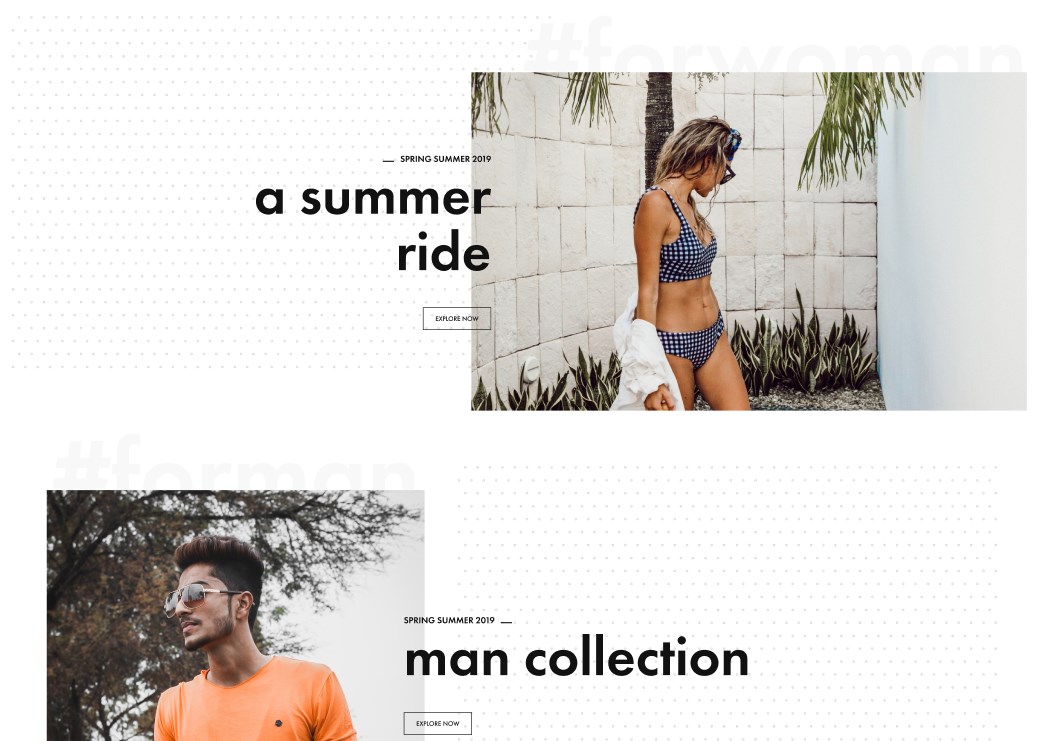 #forwoman
SPRING SUMMER 2019
a summer
ride
EXPLORE NOW
#forman
SPRING SUMMER 2019
man collection
EXPLORE NOW